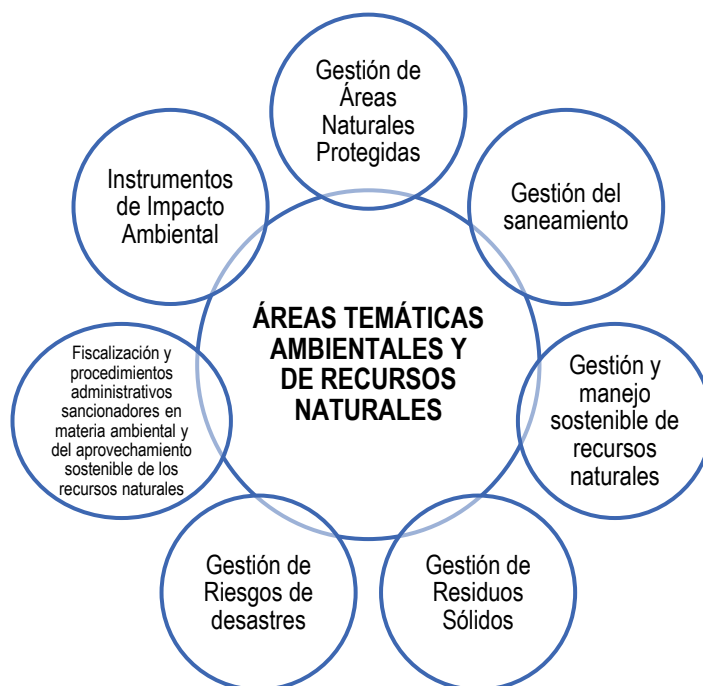 Gestión de
Áreas
Naturales
Protegidas
Gestión del
saneamiento
Gestión y
manejo
sostenible de
recursos
naturales
Gestión de
Residuos
Sólidos
Gestión de
Riesgos de
desastres
Fiscalización y
procedimientos
administrativos
sancionadores en
materia ambiental y
del aprovechamiento
sostenible de los
recursos naturales
Instrumentos
de Impacto
Ambiental
ÁREAS TEMÁTICAS
AMBIENTALES Y
DE RECURSOS
NATURALES